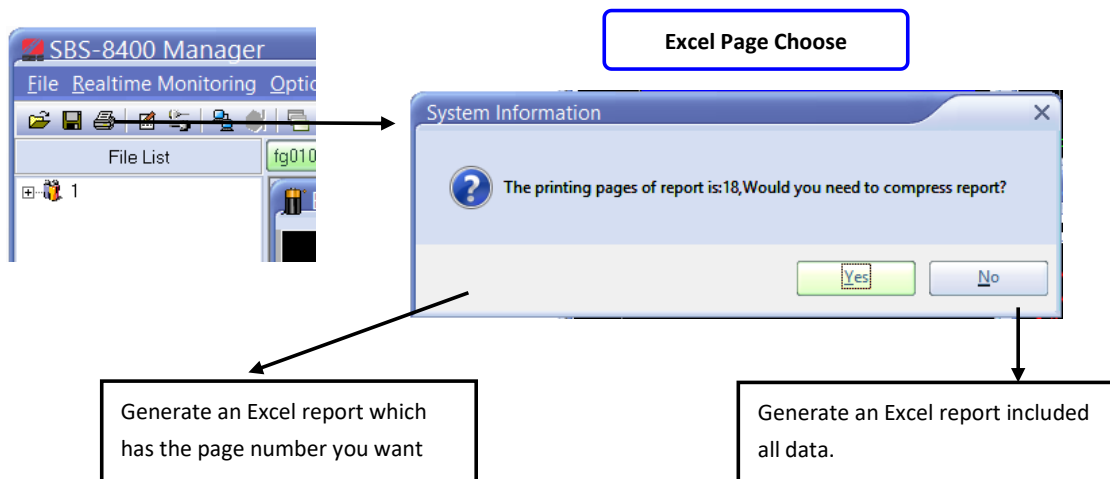 Excel Page Choose
SBS-8400 Manager
File Realtime Monitoring Optio
File List
fg010
1
System Information
The printing pages of report is:18,Would you need to compress report?
Yes
No
Generate an Excel report which
has the page number you want
Generate an Excel report included
all data.